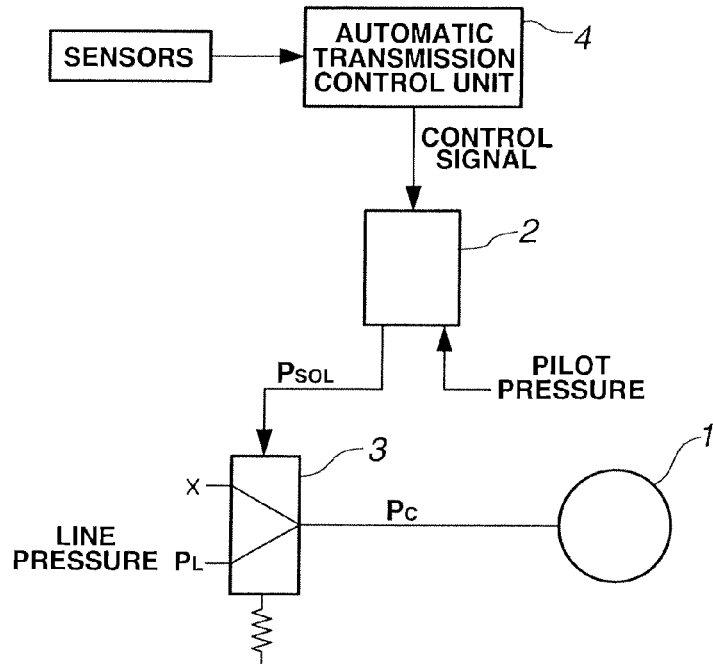 SENSORS
AUTOMATIC
TRANSMISSION
CONTROL UNIT
4
CONTROL
SIGNAL
2
PSOL
PILOT
PRESSURE
3
1
X
PC
LINE
PRESSURE PL